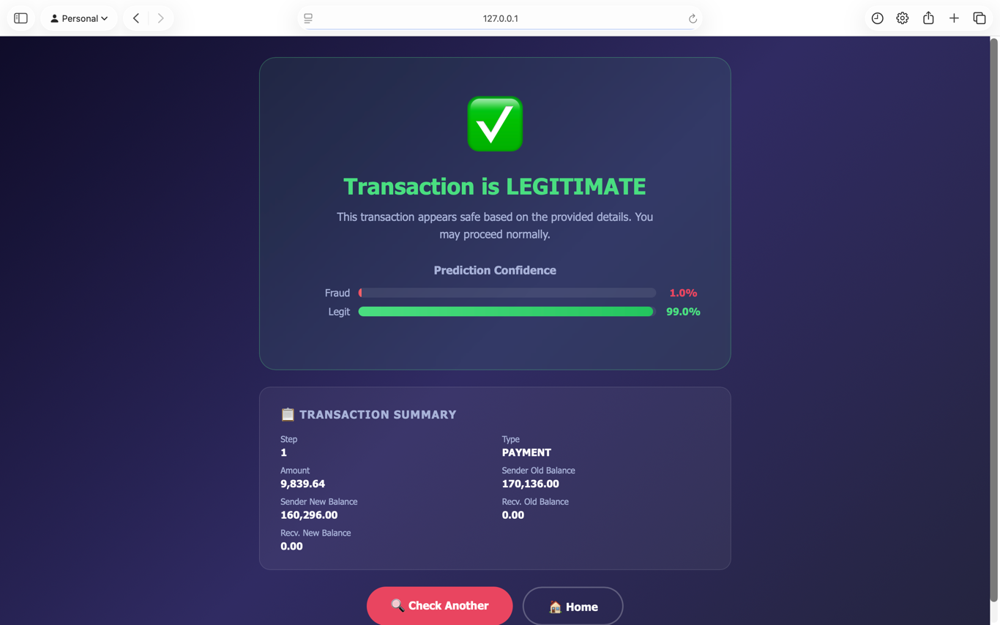 Personal
127.0.0.1
Transaction is LEGITIMATE
This transaction appears safe based on the provided details. You
may proceed normally.
Prediction Confidence
Fraud 1.0%
Legit 99.0%
TRANSACTION SUMMARY
Step
1
Type
PAYMENT
Amount
9,839.64
Sender Old Balance
170,136.00
Sender New Balance
160,296.00
Recv. Old Balance
0.00
Recv. New Balance
0.00
Check Another
Home